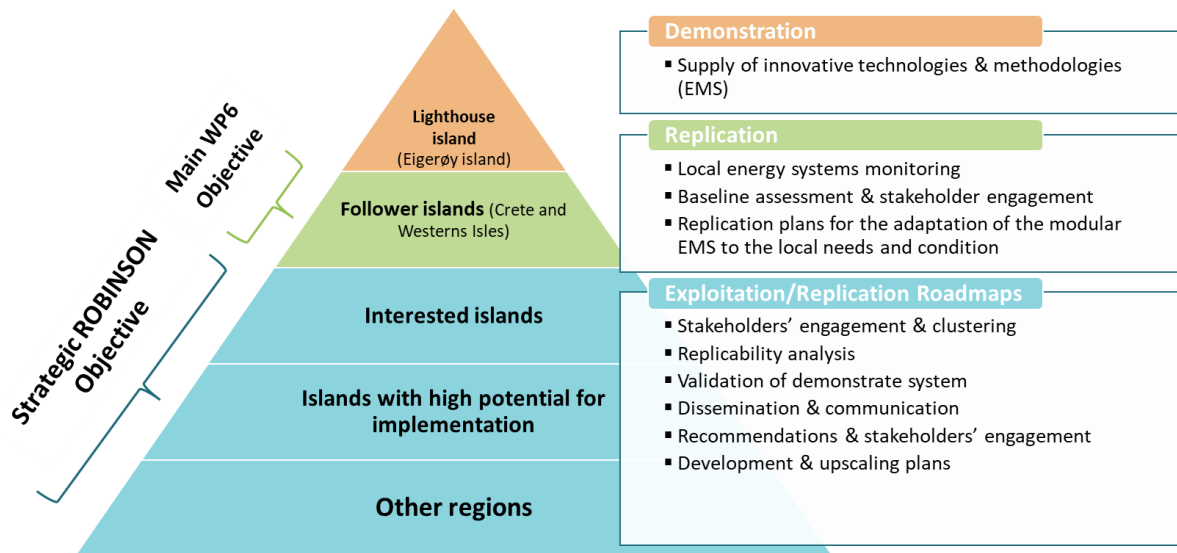 Main WP6
Objective
Strategic ROBINSON
Objective
Lighthouse
island
(Eigerøy island)
Follower islands (Crete and
Westerns Isles)
Interested islands
Islands with high potential for
implementation
Other regions
Demonstration
▪ Supply of innovative technologies & methodologies
(EMS)
Replication
▪ Local energy systems monitoring
▪ Baseline assessment & stakeholder engagement
▪ Replication plans for the adaptation of the modular
EMS to the local needs and condition
Exploitation/Replication Roadmaps
▪ Stakeholders’ engagement & clustering
▪ Replicability analysis
▪ Validation of demonstrate system
▪ Dissemination & communication
▪ Recommendations & stakeholders’ engagement
▪ Development & upscaling plans